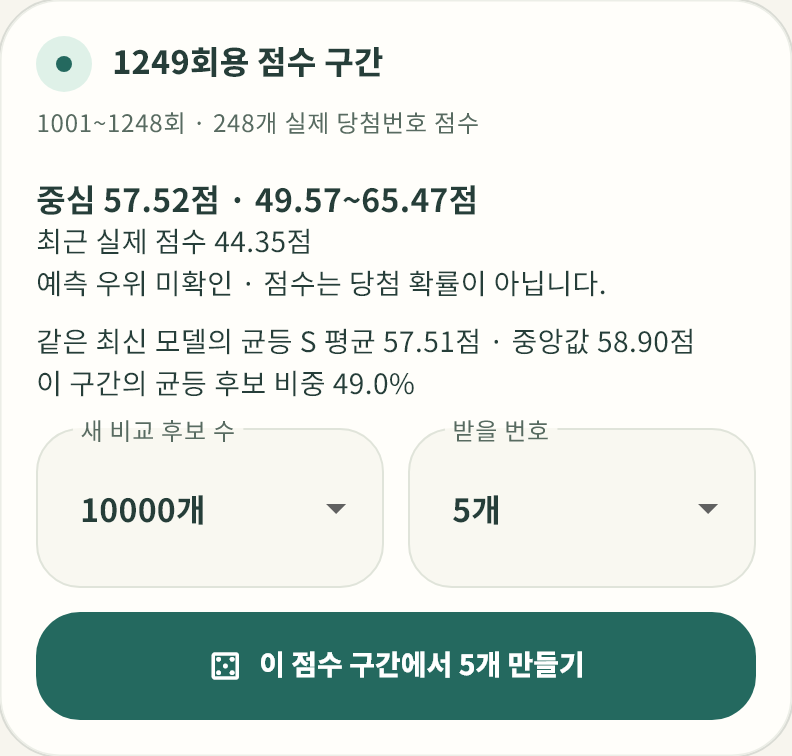 1249회용 점수 구간
1001~1248회 · 248개 실제 당첨번호 점수
중심 57.52점 · 49.57~65.47점
최근 실제 점수 44.35점
예측 우위 미확인 · 점수는 당첨 확률이 아닙니다.
같은 최신 모델의 균등 S 평균 57.51점 · 중앙값 58.90점
이 구간의 균등 후보 비중 49.0%
새 비교 후보 수
10000개
받을 번호
5개
이 점수 구간에서 5개 만들기